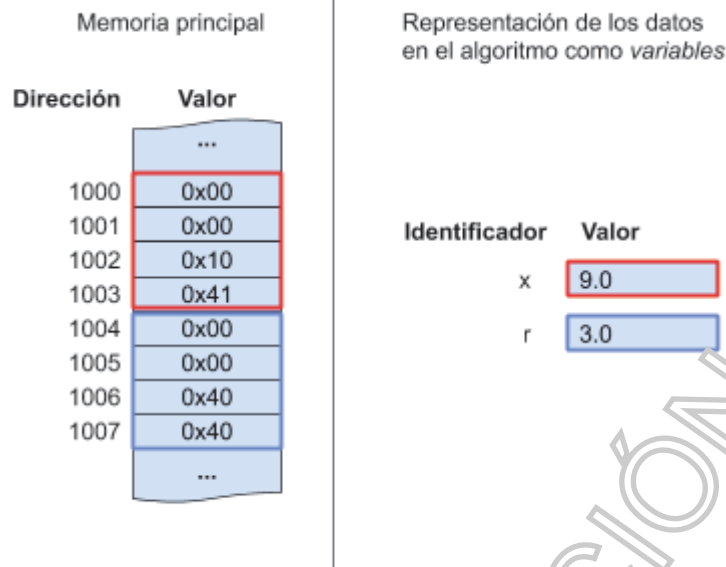 Memoria principal
Representación de los datos
en el algoritmo como variables
Dirección Valor
...
1000 0x00
1001 0x00
1002 0x10
1003 0x41
1004 0x00
1005 0x00
1006 0x40
1007 0x40
...
Identificador Valor
x 9.0
r 3.0
CIÓN